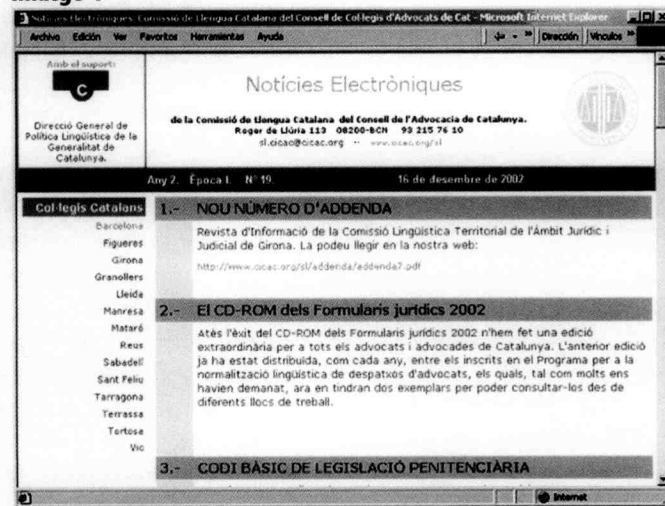 Notícies Electròniques. Comissió de Llengua Catalana del Consell de Col·legis d'Advocats de Cat - Microsoft Internet Explorer
Archivo Edición Ver Favoritos Herramientas Ayuda
Dirección Vínculos
Amb el suport:
C
Direcció General de
Política Lingüística de la
Generalitat de
Catalunya.
Notícies Electròniques
de la Comissió de Llengua Catalana del Consell de l'Advocacia de Catalunya.
Roger de Llúria 113 08200-BCN 93 215 76 10
sl.cicac@cicac.org -- www.cicac.org/sl
Any 2. Època I. Nº 19. 16 de desembre de 2002
Col·legis Catalans
Barcelona
Figueres
Girona
Granollers
Lleida
Manresa
Mataró
Reus
Sabadell
Sant Feliu
Tarragona
Terrassa
Tortosa
Vic
1.- NOU NÚMERO D'ADDENDA
Revista d'Informació de la Comissió Lingüística Territorial de l'Àmbit Jurídic i
Judicial de Girona. La podeu llegir en la nostra web:
http://www.cicac.org/sl/addenda/addenda7.pdf
2.- El CD-ROM dels Formularis jurídics 2002
Atès l'èxit del CD-ROM dels Formularis jurídics 2002 n'hem fet una edició
extraordinària per a tots els advocats i advocades de Catalunya. L'anterior edició
ja ha estat distribuïda, com cada any, entre els inscrits en el Programa per a la
normalització lingüística de despatxos d'advocats, els quals, tal com molts ens
havien demanat, ara en tindran dos exemplars per poder consultar-los des de
diferents llocs de treball.
3.- CODI BÀSIC DE LEGISLACIÓ PENITENCIÀRIA
Internet